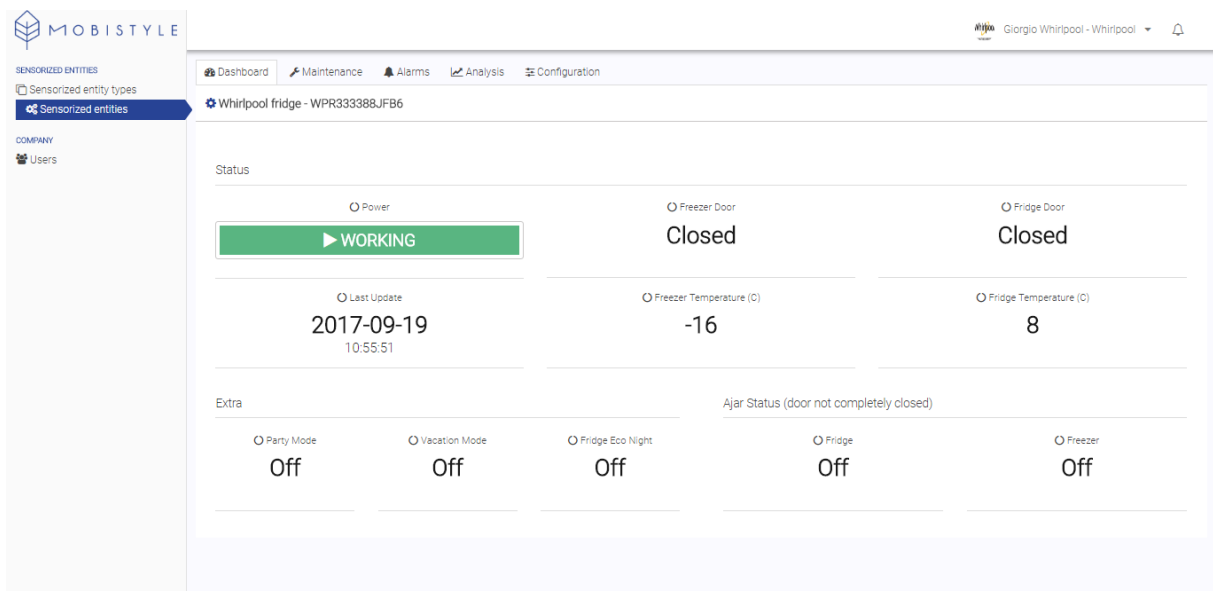 MOBISTYLE
Giorgio Whirlpool - Whirlpool
SENSORIZED ENTITIES
Sensorized entity types
Sensorized entities
COMPANY
Users
Dashboard Maintenance Alarms Analysis Configuration
Whirlpool fridge - WPR333388JFB6
Status
Power Freezer Door Fridge Door
WORKING Closed Closed
Last Update Freezer Temperature (C) Fridge Temperature (C)
2017-09-19 -16 8
10:55:51
Extra Ajar Status (door not completely closed)
Party Mode Vacation Mode Fridge Eco Night Fridge Freezer
Off Off Off Off Off